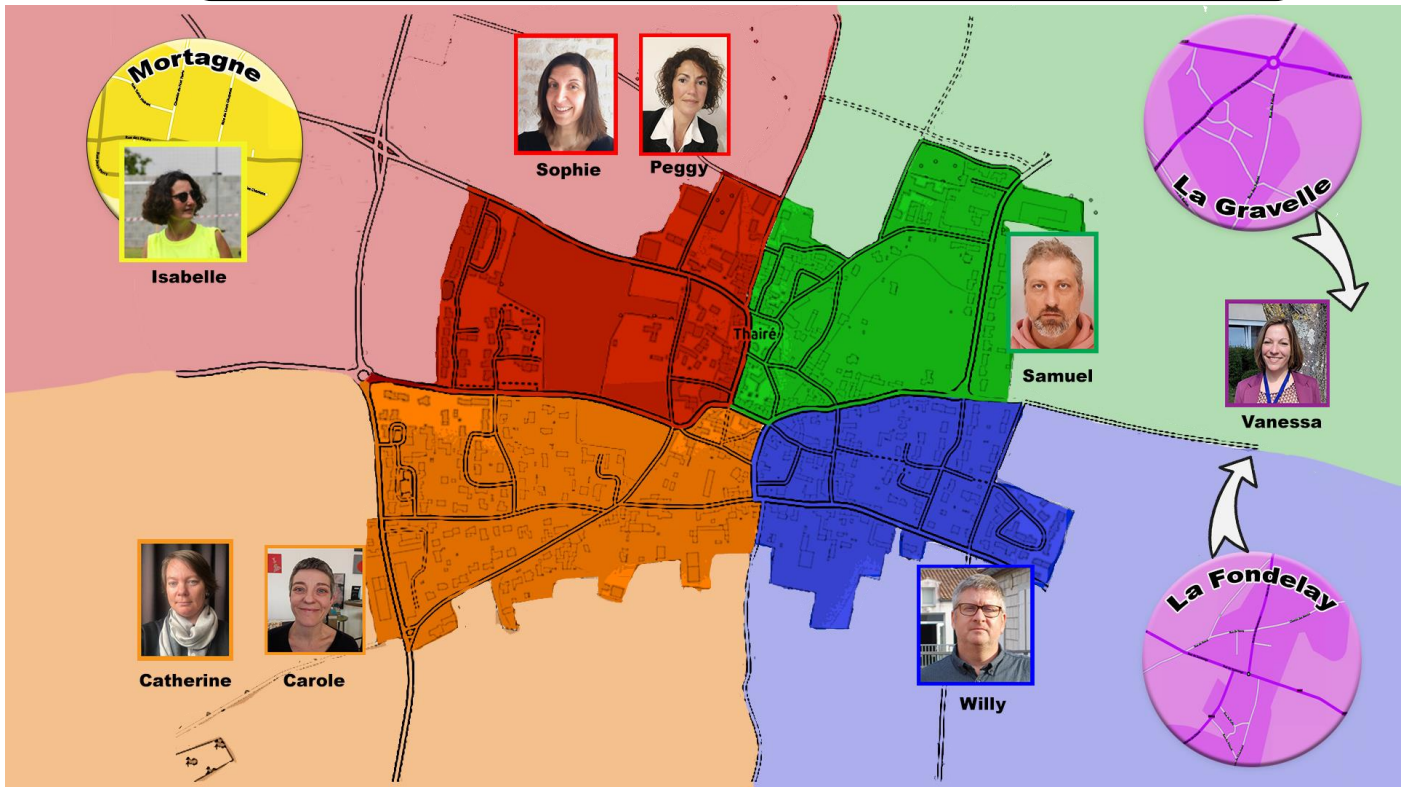 Mortagne
Isabelle
Sophie
Peggy
La Gravelle
Thairé
Samuel
Vanessa
Catherine
Carole
Willy
La Fondelay